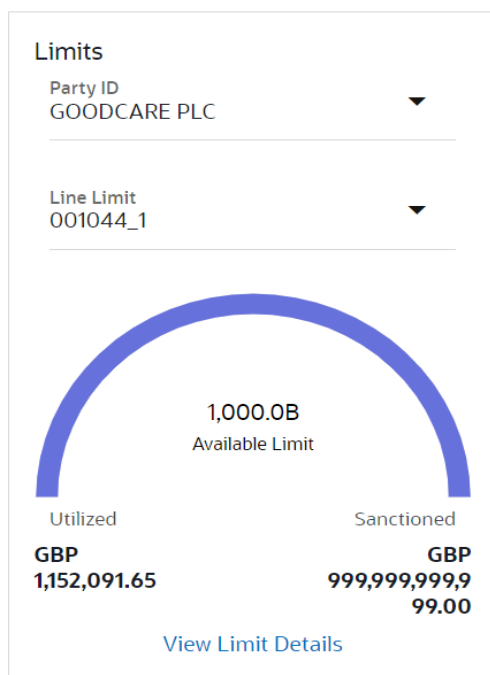 Limits
Party ID
GOODCARE PLC
Line Limit
001044_1
1,000.0B
Available Limit
Utilized
Sanctioned
GBP
1,152,091.65
GBP
999,999,999,9
99.00
View Limit Details